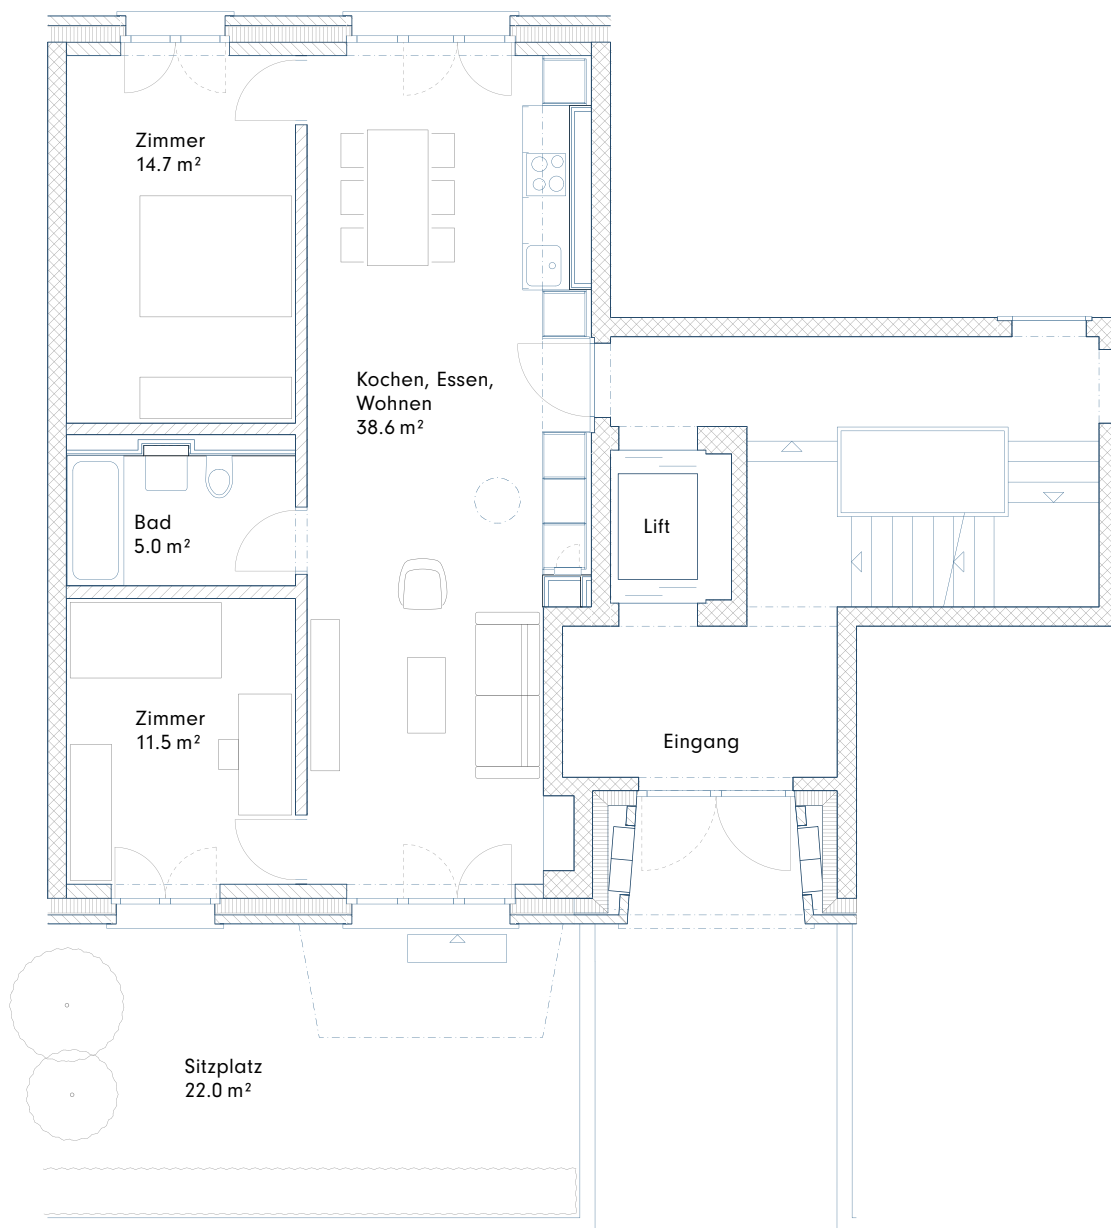 Zimmer
14.7 m²
Kochen, Essen,
Wohnen
38.6 m²
Bad
5.0 m²
Lift
Zimmer
11.5 m²
Eingang
Sitzplatz
22.0 m²